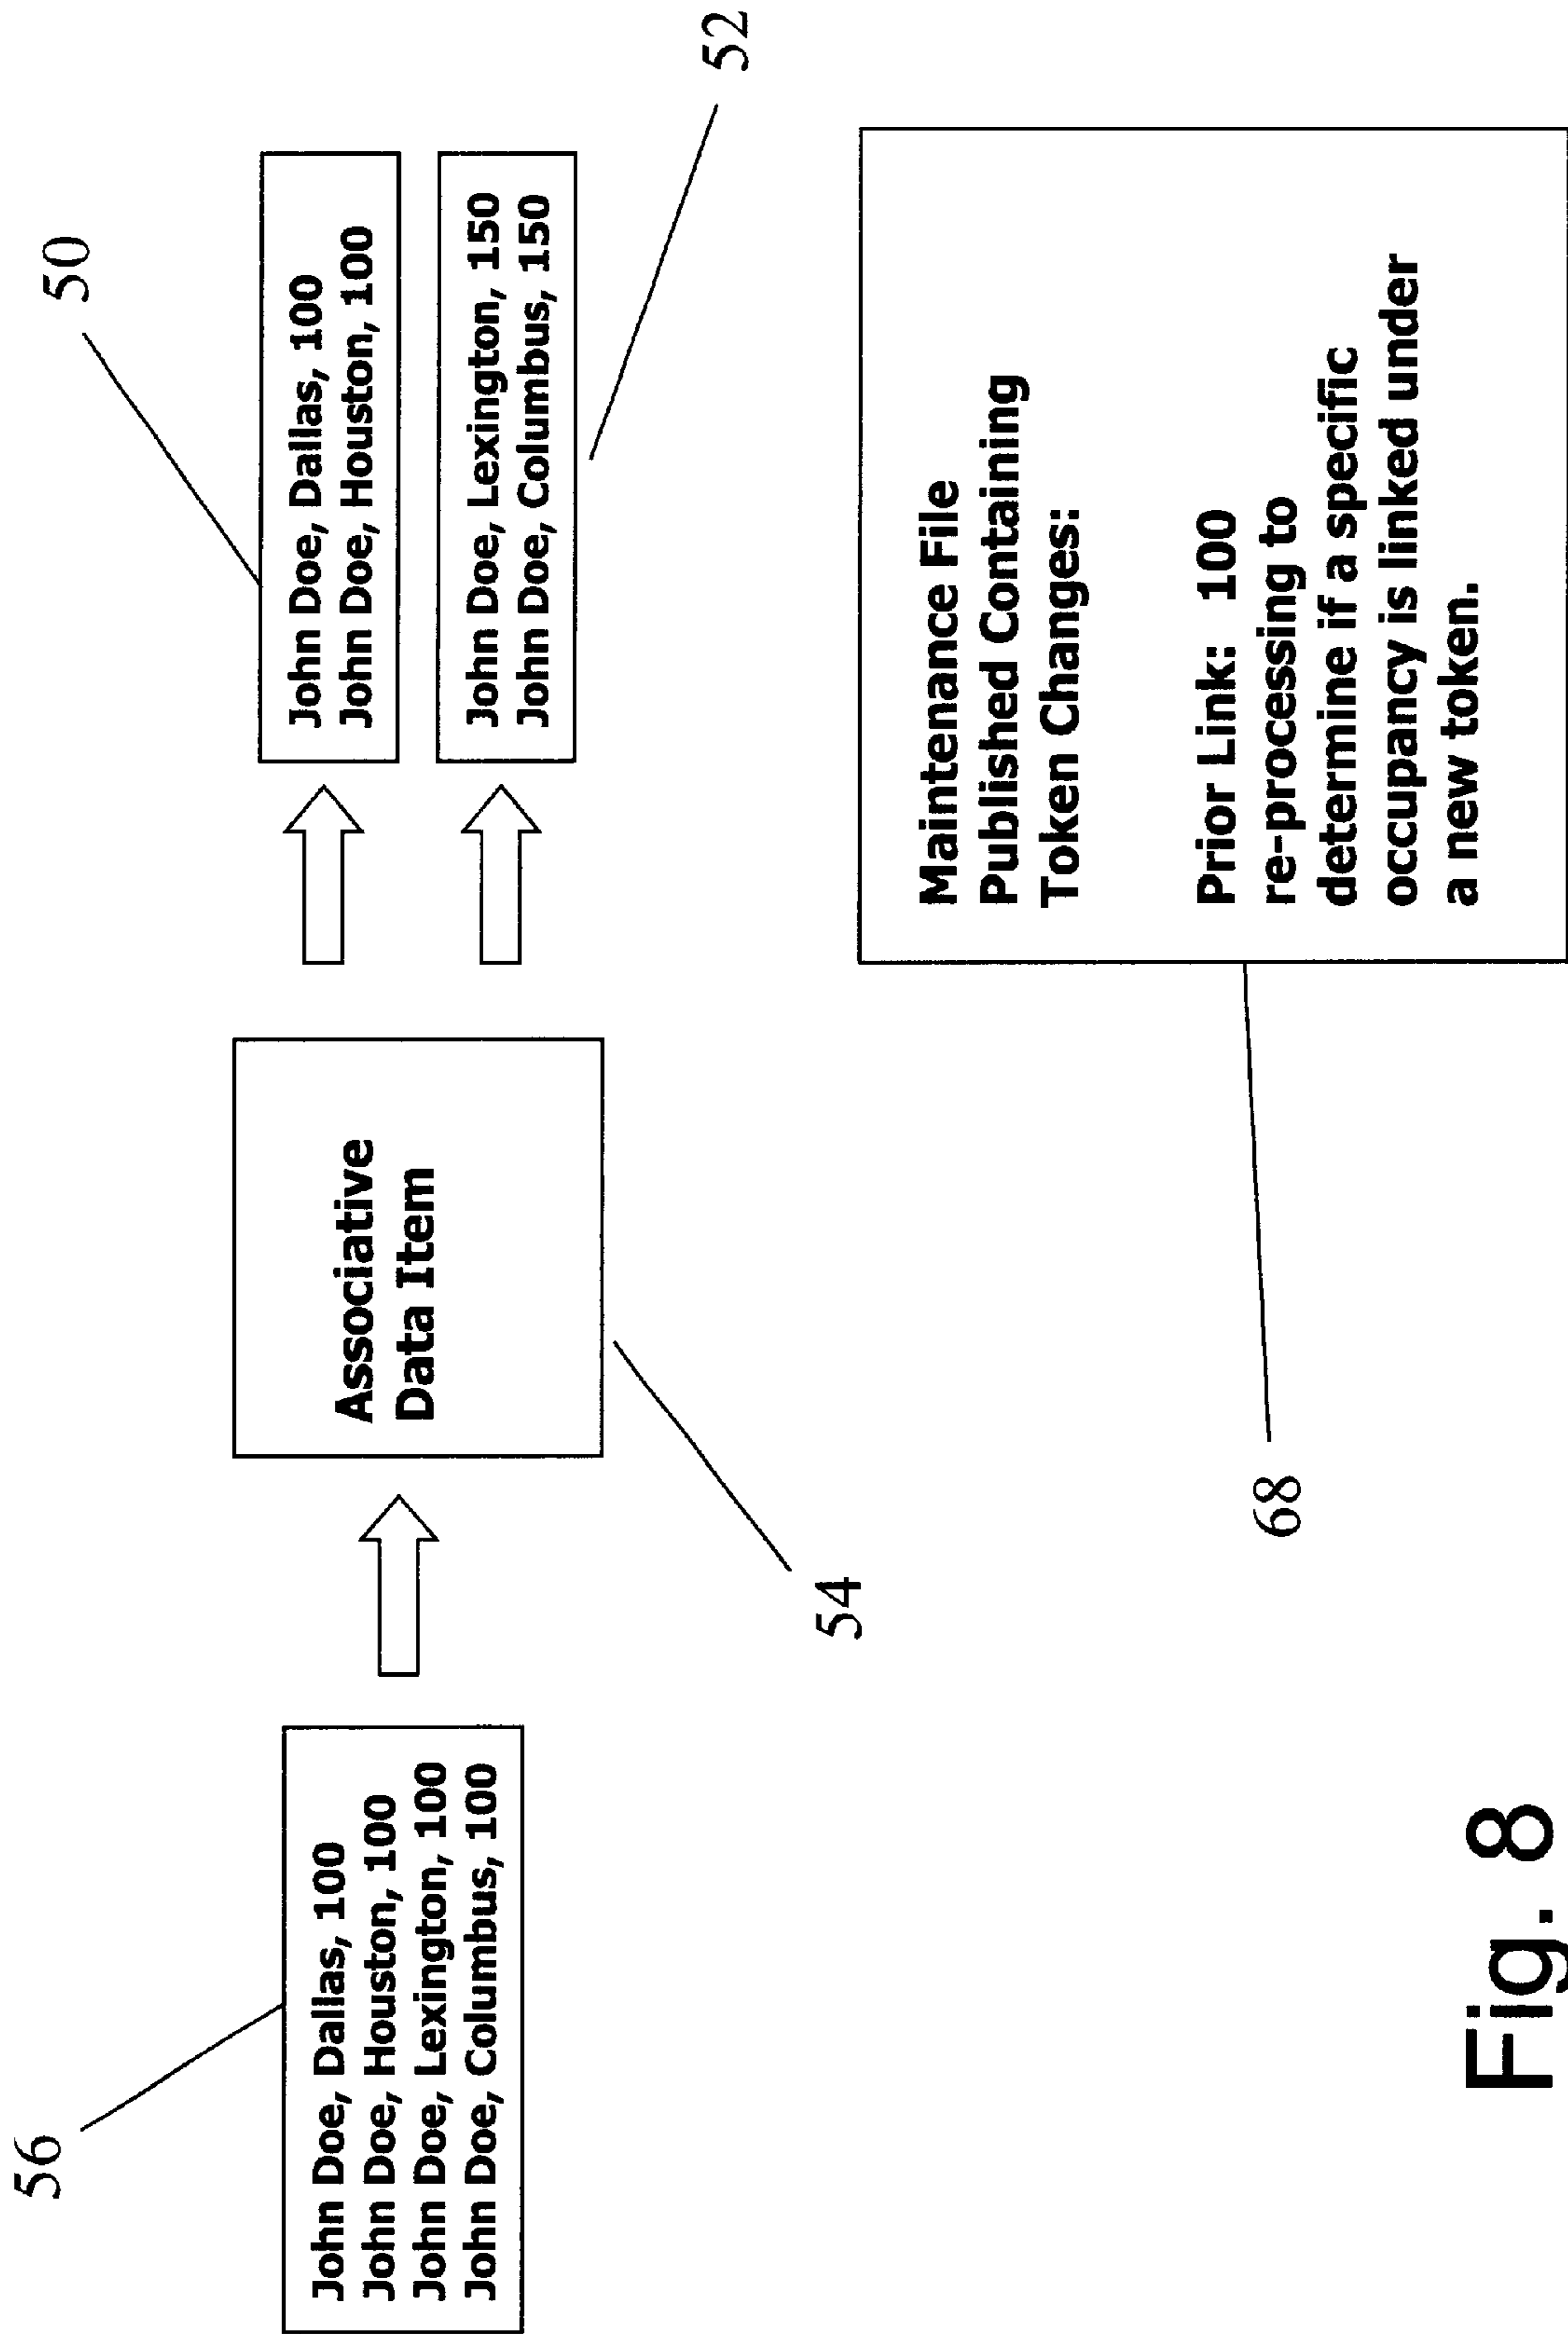 56
John Doe, Dallas, 100
John Doe, Houston, 100
John Doe, Lexington, 100
John Doe, Columbus, 100
Associative
Data Item
54
50
John Doe, Dallas, 100
John Doe, Houston, 100
John Doe, Lexington, 150
John Doe, Columbus, 150
52
Maintenance File
Published Containing
Token Changes:
Prior Link: 100
re-processing to
determine if a specific
occupancy is linked under
a new token.
68
Fig. 8